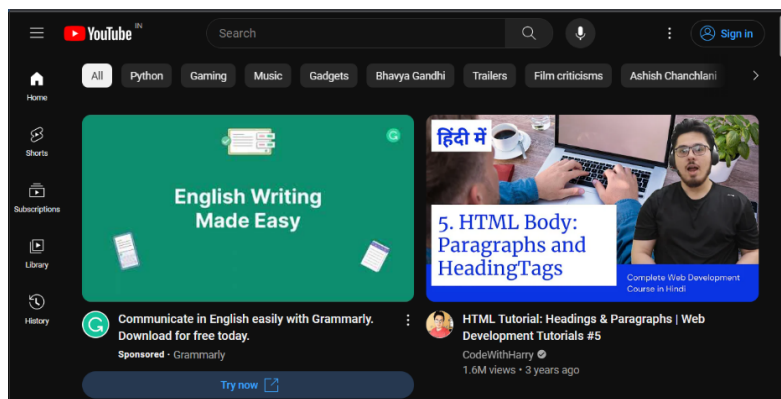 YouTube IN
Search
Sign in
All Python Gaming Music Gadgets Bhavya Gandhi Trailers Film criticisms Ashish Chanchlani
Home
Shorts
Subscriptions
Library
History
English Writing
Made Easy
G
Communicate in English easily with Grammarly.
Download for free today.
Sponsored · Grammarly
Try now
हिंदी में
5. HTML Body:
Paragraphs and
HeadingTags
Complete Web Development
Course in Hindi
HTML Tutorial: Headings & Paragraphs | Web
Development Tutorials #5
CodeWithHarry
1.6M views • 3 years ago